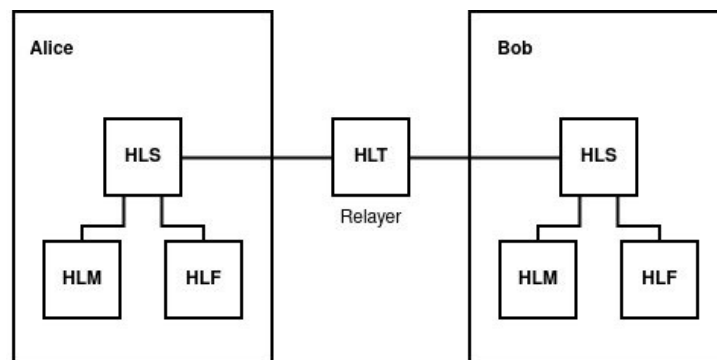 Alice
Bob
HLS
HLT
HLS
Relayer
HLM
HLF
HLM
HLF